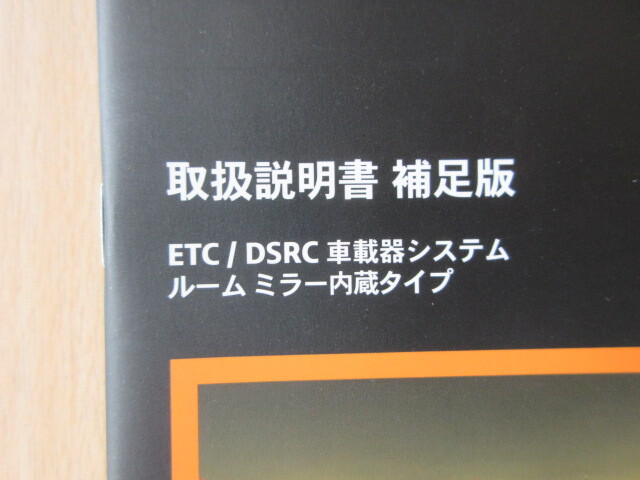 取扱説明書 補足版
ETC / DSRC 車載器システム
ルーム ミラー内蔵タイプ